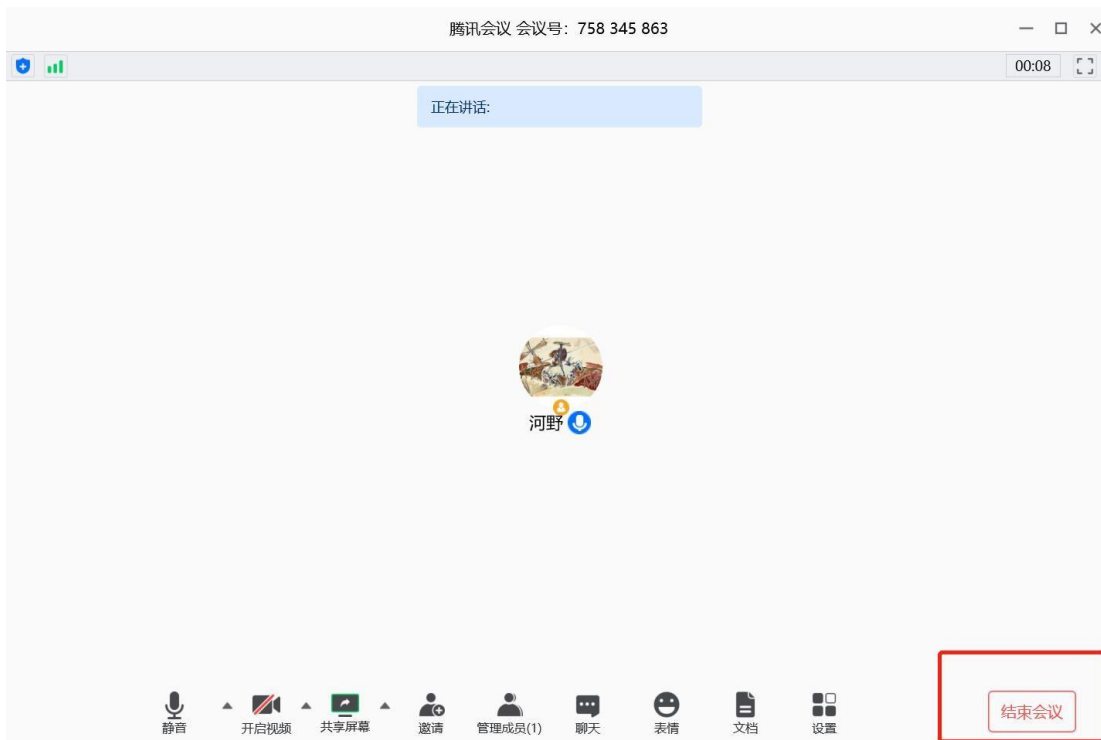 腾讯会议 会议号：758 345 863
00:08
正在讲话:
河野
静音
开启视频
共享屏幕
邀请
管理成员(1)
聊天
表情
文档
设置
结束会议